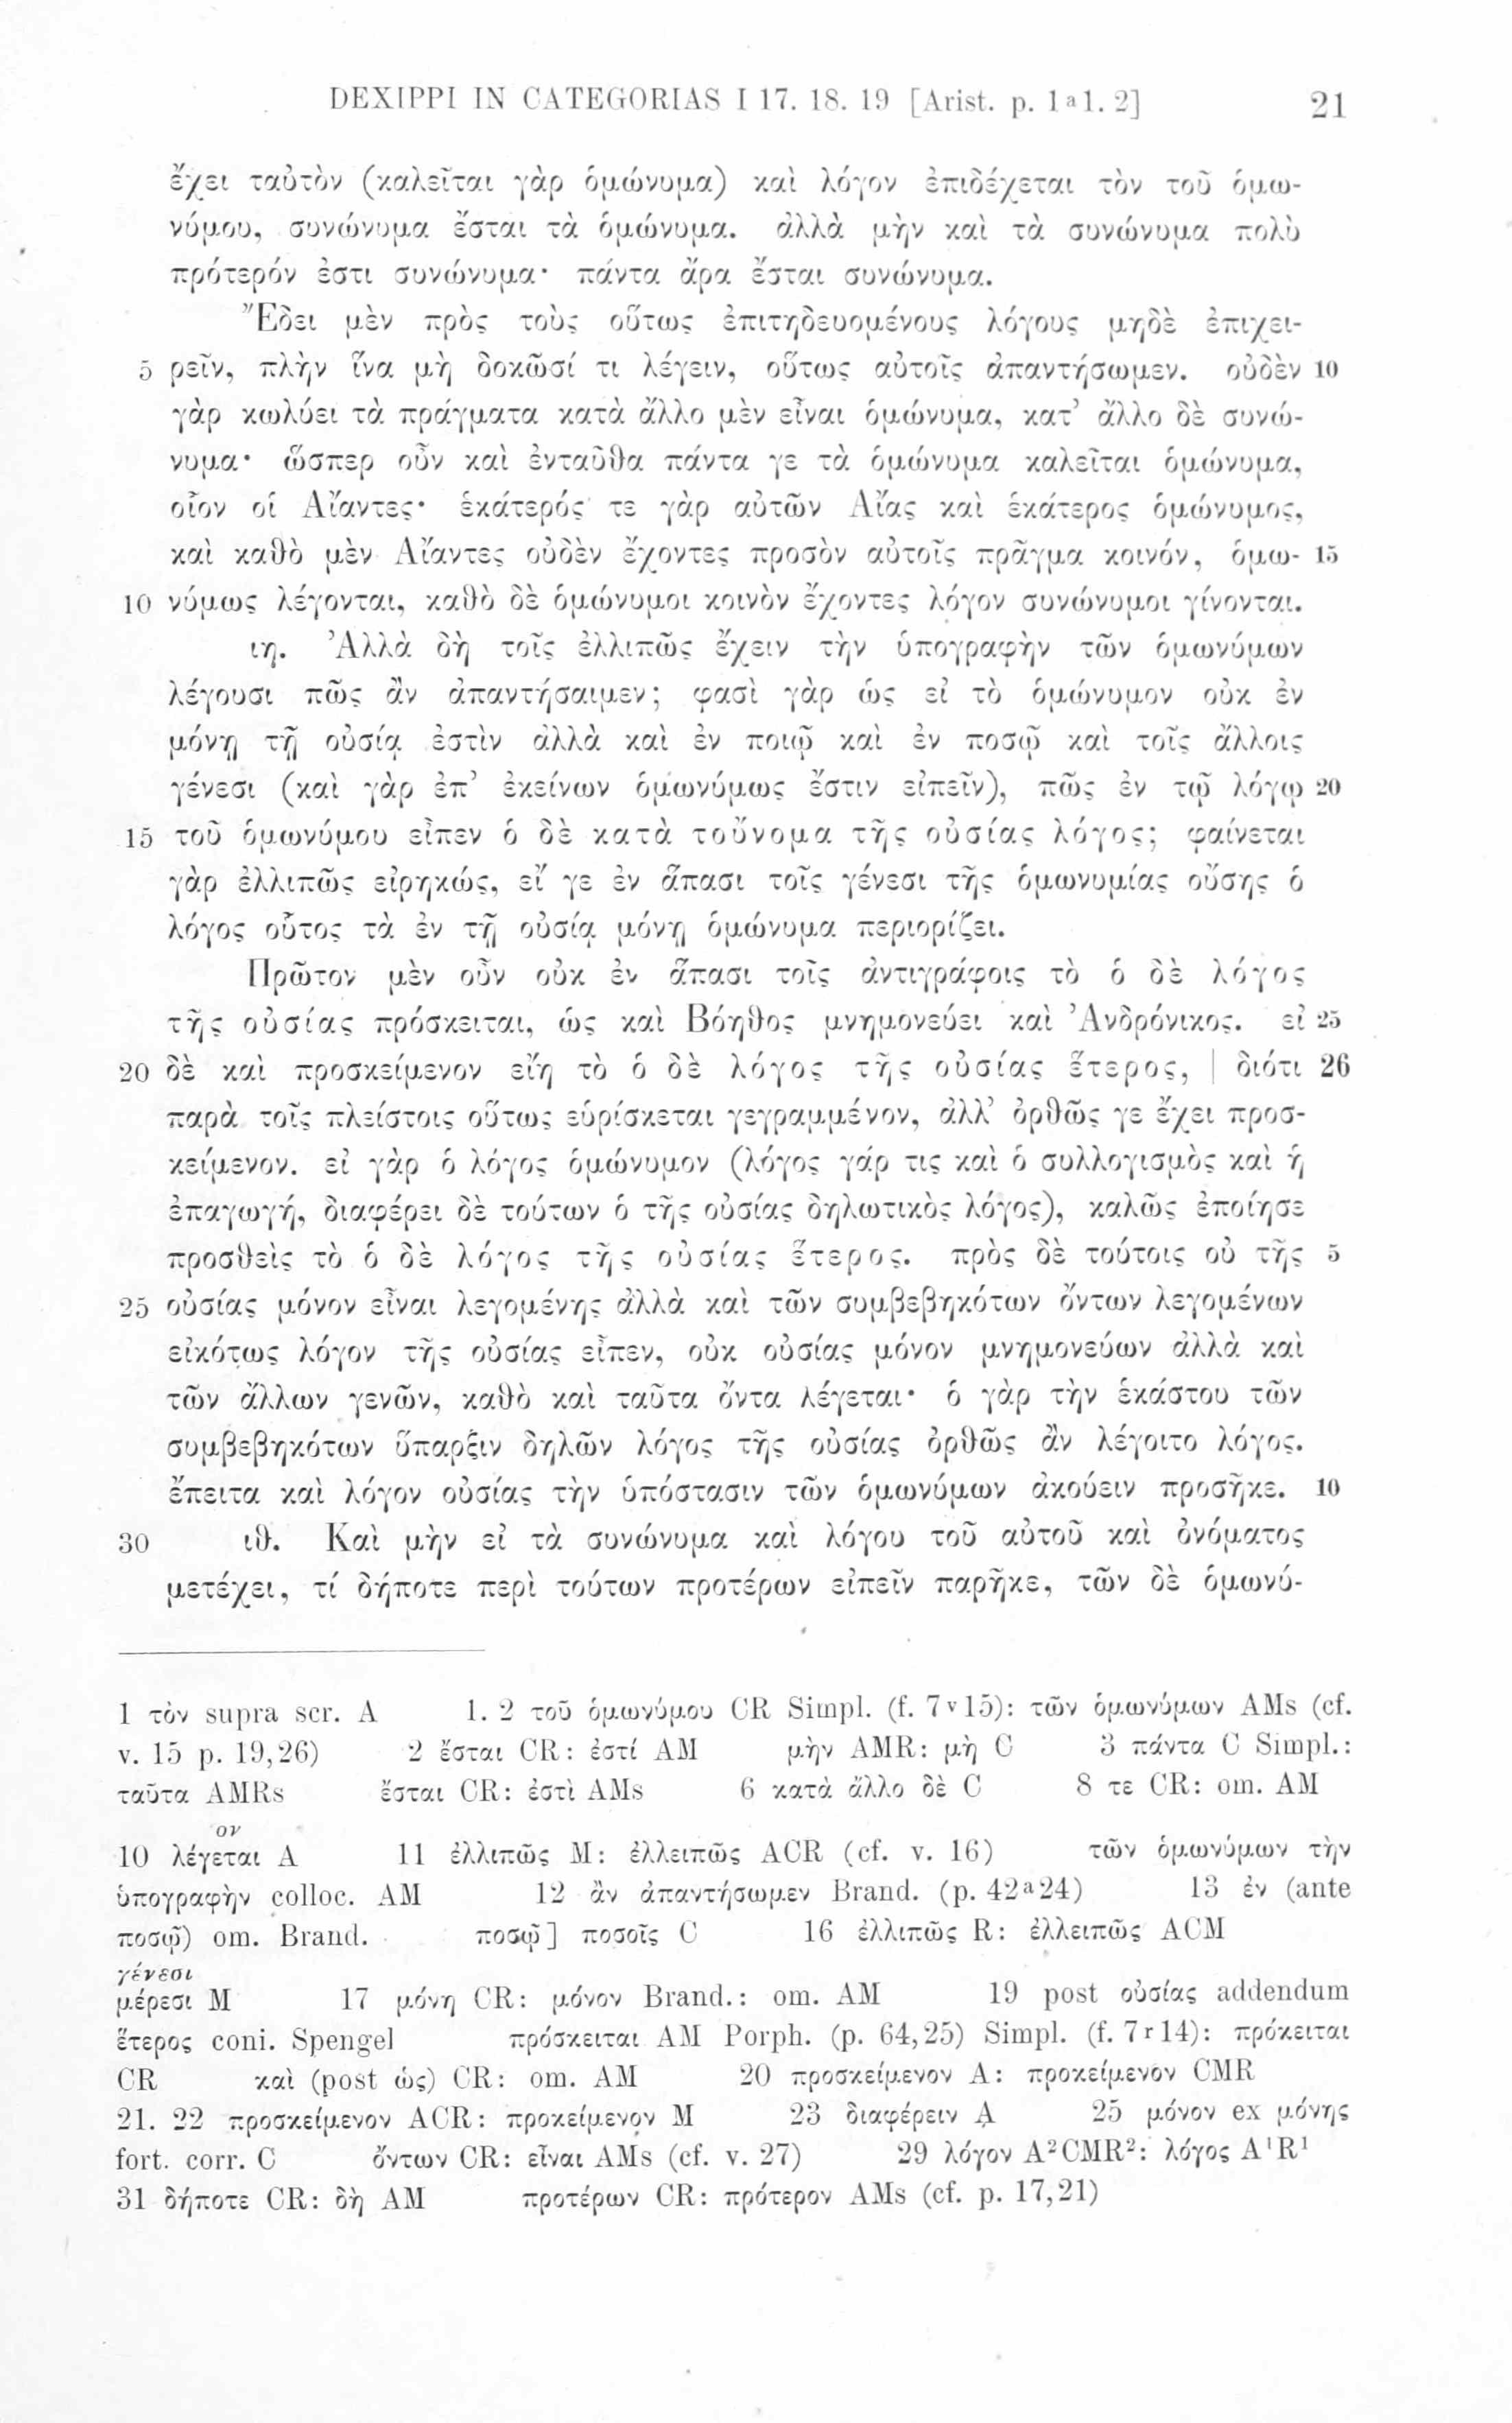 DEXIPPI IN CATEGORIAS I 17. 18. 19 [Arist. p. 1ᵃ1. 2] 21
ἔχει ταὐτὸν (καλεῖται γὰρ ὁμώνυμα) καὶ λόγον ἐπιδέχεται τὸν τοῦ ὁμω-
νύμου, συνώνυμα ἔσται τὰ ὁμώνυμα. ἀλλὰ μὴν καὶ τὰ συνώνυμα πολὺ
πρότερόν ἐστι συνώνυμα· πάντα ἄρα ἔσται συνώνυμα.
Ἔδει μὲν πρὸς τοὺς οὕτως ἐπιτηδευομένους λόγους μηδὲ ἐπιχει-
5 ρεῖν, πλὴν ἵνα μὴ δοκῶσί τι λέγειν, οὕτως αὐτοῖς ἀπαντήσωμεν. οὐδὲν 10
γὰρ κωλύει τὰ πράγματα κατὰ ἄλλο μὲν εἶναι ὁμώνυμα, κατ’ ἄλλο δὲ συνώ-
νυμα· ὥσπερ οὖν καὶ ἐνταῦθα πάντα γε τὰ ὁμώνυμα καλεῖται ὁμώνυμα,
οἷον οἱ Αἴαντες· ἑκάτερός τε γὰρ αὐτῶν Αἴας καὶ ἑκάτερος ὁμώνυμος,
καὶ καθὸ μὲν Αἴαντες οὐδὲν ἔχοντες προσὸν αὐτοῖς πρᾶγμα κοινόν, ὁμω- 15
10 νύμως λέγονται, καθὸ δὲ ὁμώνυμοι κοινὸν ἔχοντες λόγον συνώνυμοι γίνονται.
ιη. Ἀλλὰ δὴ τοῖς ἐλλιπῶς ἔχειν τὴν ὑπογραφὴν τῶν ὁμωνύμων
λέγουσι πῶς ἂν ἀπαντήσαιμεν; φασὶ γὰρ ὡς εἰ τὸ ὁμώνυμον οὐκ ἐν
μόνῃ τῇ οὐσίᾳ ἐστὶν ἀλλὰ καὶ ἐν ποιῷ καὶ ἐν ποσῷ καὶ τοῖς ἄλλοις
γένεσι (καὶ γὰρ ἐπ’ ἐκείνων ὁμωνύμως ἔστιν εἰπεῖν), πῶς ἐν τῷ λόγῳ 20
15 τοῦ ὁμωνύμου εἶπεν ὁ δὲ κατὰ τοὔνομα τῆς οὐσίας λόγος; φαίνεται
γὰρ ἐλλιπῶς εἰρηκώς, εἴ γε ἐν ἅπασι τοῖς γένεσι τῆς ὁμωνυμίας οὔσης ὁ
λόγος οὗτος τὰ ἐν τῇ οὐσίᾳ μόνῃ ὁμώνυμα περιορίζει.
Πρῶτον μὲν οὖν οὐκ ἐν ἅπασι τοῖς ἀντιγράφοις τὸ ὁ δὲ λόγος
τῆς οὐσίας πρόσκειται, ὡς καὶ Βόηθος μνημονεύει καὶ Ἀνδρόνικος. εἰ 25
20 δὲ καὶ προσκείμενον εἴη τὸ ὁ δὲ λόγος τῆς οὐσίας ἕτερος, | διότι 26
παρὰ τοῖς πλείστοις οὕτως εὑρίσκεται γεγραμμένον, ἀλλ’ ὀρθῶς γε ἔχει προσ-
κείμενον. εἰ γὰρ ὁ λόγος ὁμώνυμον (λόγος γάρ τις καὶ ὁ συλλογισμὸς καὶ ἡ
ἐπαγωγή, διαφέρει δὲ τούτων ὁ τῆς οὐσίας δηλωτικὸς λόγος), καλῶς ἐποίησε
προσθεὶς τὸ ὁ δὲ λόγος τῆς οὐσίας ἕτερος. πρὸς δὲ τούτοις οὐ τῆς 5
25 οὐσίας μόνον εἶναι λεγομένης ἀλλὰ καὶ τῶν συμβεβηκότων ὄντων λεγομένων
εἰκότως λόγον τῆς οὐσίας εἶπεν, οὐκ οὐσίας μόνον μνημονεύων ἀλλὰ καὶ
τῶν ἄλλων γενῶν, καθὸ καὶ ταῦτα ὄντα λέγεται· ὁ γὰρ τὴν ἑκάστου τῶν
συμβεβηκότων ὕπαρξιν δηλῶν λόγος τῆς οὐσίας ὀρθῶς ἂν λέγοιτο λόγος.
ἔπειτα καὶ λόγον οὐσίας τὴν ὑπόστασιν τῶν ὁμωνύμων ἀκούειν προσῆκε. 10
30 ιθ. Καὶ μὴν εἰ τὰ συνώνυμα καὶ λόγου τοῦ αὐτοῦ καὶ ὀνόματος
μετέχει, τί δήποτε περὶ τούτων προτέρων εἰπεῖν παρῆκε, τῶν δὲ ὁμωνύ-
1 τὸν supra scr. A 1. 2 τοῦ ὁμωνύμου CR Simpl. (f. 7ᵛ15): τῶν ὁμωνύμων AMs (cf.
v. 15 p. 19,26) 2 ἔσται CR: ἐστί AM μὴν AMR: μὴ C 3 πάντα C Simpl.:
ταῦτα AMRs ἔσται CR: ἐστὶ AMs 6 κατὰ ἄλλο δὲ C 8 τε CR: om. AM
ον
10 λέγεται A 11 ἐλλιπῶς M: ἐλλειπῶς ACR (cf. v. 16) τῶν ὁμωνύμων τὴν
ὑπογραφὴν colloc. AM 12 ἂν ἀπαντήσωμεν Brand. (p. 42ᵃ24) 13 ἐν (ante
ποσῷ) om. Brand. ποσῷ] ποσοῖς C 16 ἐλλιπῶς R: ἐλλειπῶς ACM
γένεσι
μέρεσι M 17 μόνῃ CR: μόνον Brand.: om. AM 19 post οὐσίας addendum
ἕτερος coni. Spengel πρόσκειται AM Porph. (p. 64,25) Simpl. (f. 7ʳ14): πρόκειται
CR καὶ (post ὡς) CR: om. AM 20 προσκείμενον A: προκείμενον CMR
21. 22 προσκείμενον ACR: προκείμενον M 23 διαφέρειν A 25 μόνον ex μόνης
fort. corr. C ὄντων CR: εἶναι AMs (cf. v. 27) 29 λόγον A²CMR²: λόγος A¹R¹
31 δήποτε CR: δὴ AM προτέρων CR: πρότερον AMs (cf. p. 17,21)